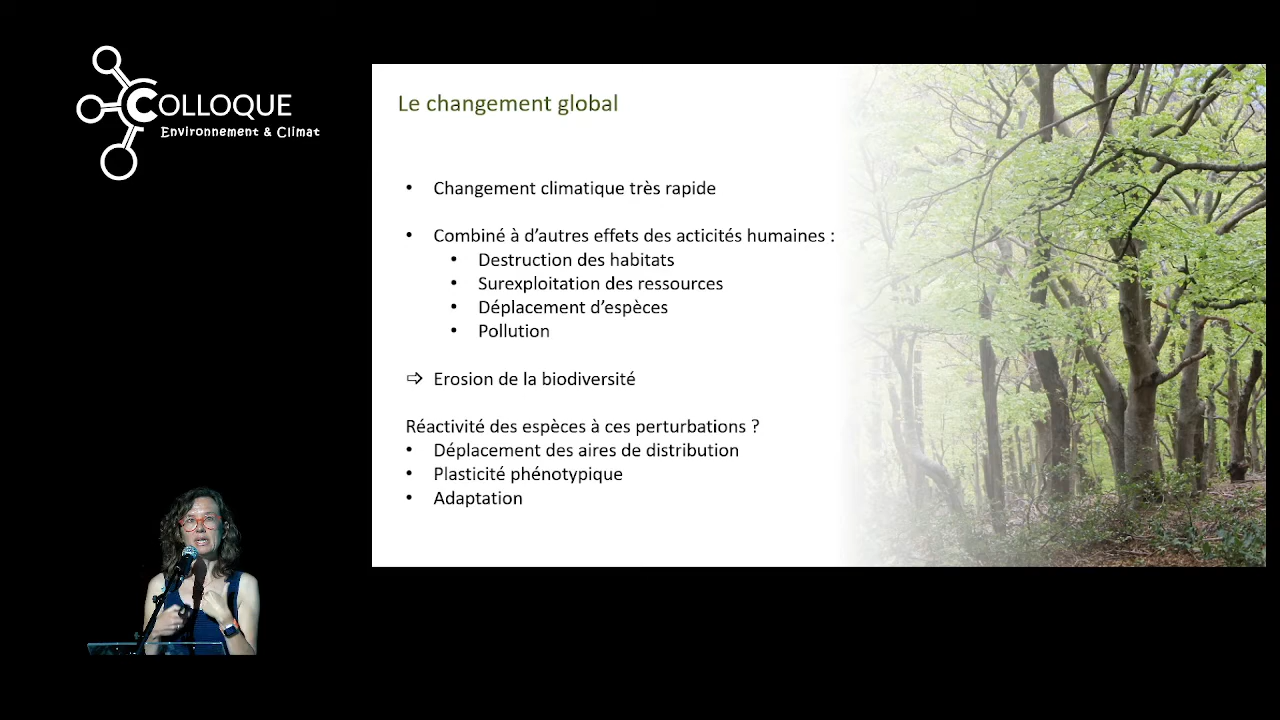 COLLOQUE
Environnement & Climat
Le changement global
• Changement climatique très rapide
• Combiné à d'autres effets des acticités humaines :
• Destruction des habitats
• Surexploitation des ressources
• Déplacement d'espèces
• Pollution
⇨ Erosion de la biodiversité
Réactivité des espèces à ces perturbations ?
• Déplacement des aires de distribution
• Plasticité phénotypique
• Adaptation